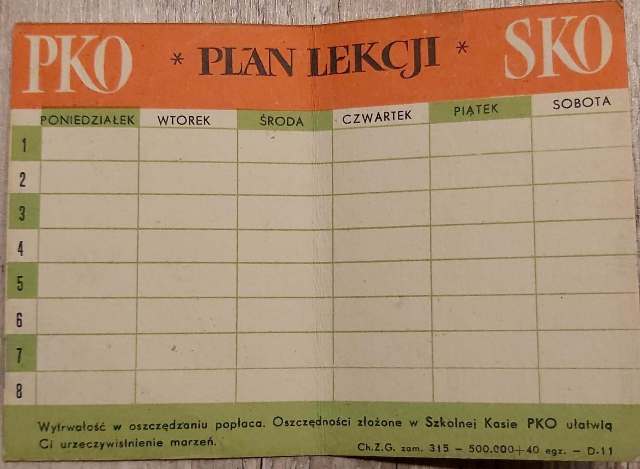 PKO * PLAN LEKCJI * SKO
PONIEDZIAŁEK WTOREK ŚRODA CZWARTEK PIĄTEK SOBOTA
1
2
3
4
5
6
7
8
Wytrwałość w oszczędzaniu popłaca. Oszczędności złożone w Szkolnej Kasie PKO ułatwią
Ci urzeczywistnienie marzeń. Ch.Z.G. zam. 315 – 500.000+40 egz. – D-11